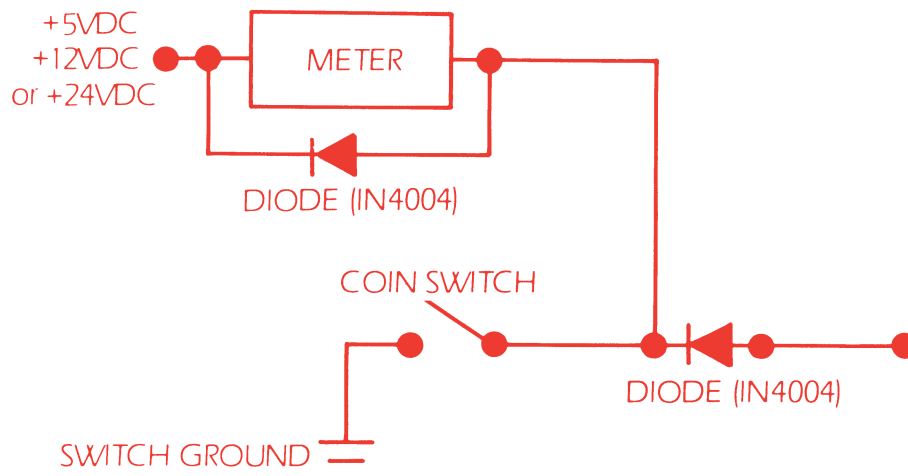 +5VDC
+12VDC
or +24VDC
METER
DIODE (IN4004)
COIN SWITCH
DIODE (IN4004)
SWITCH GROUND